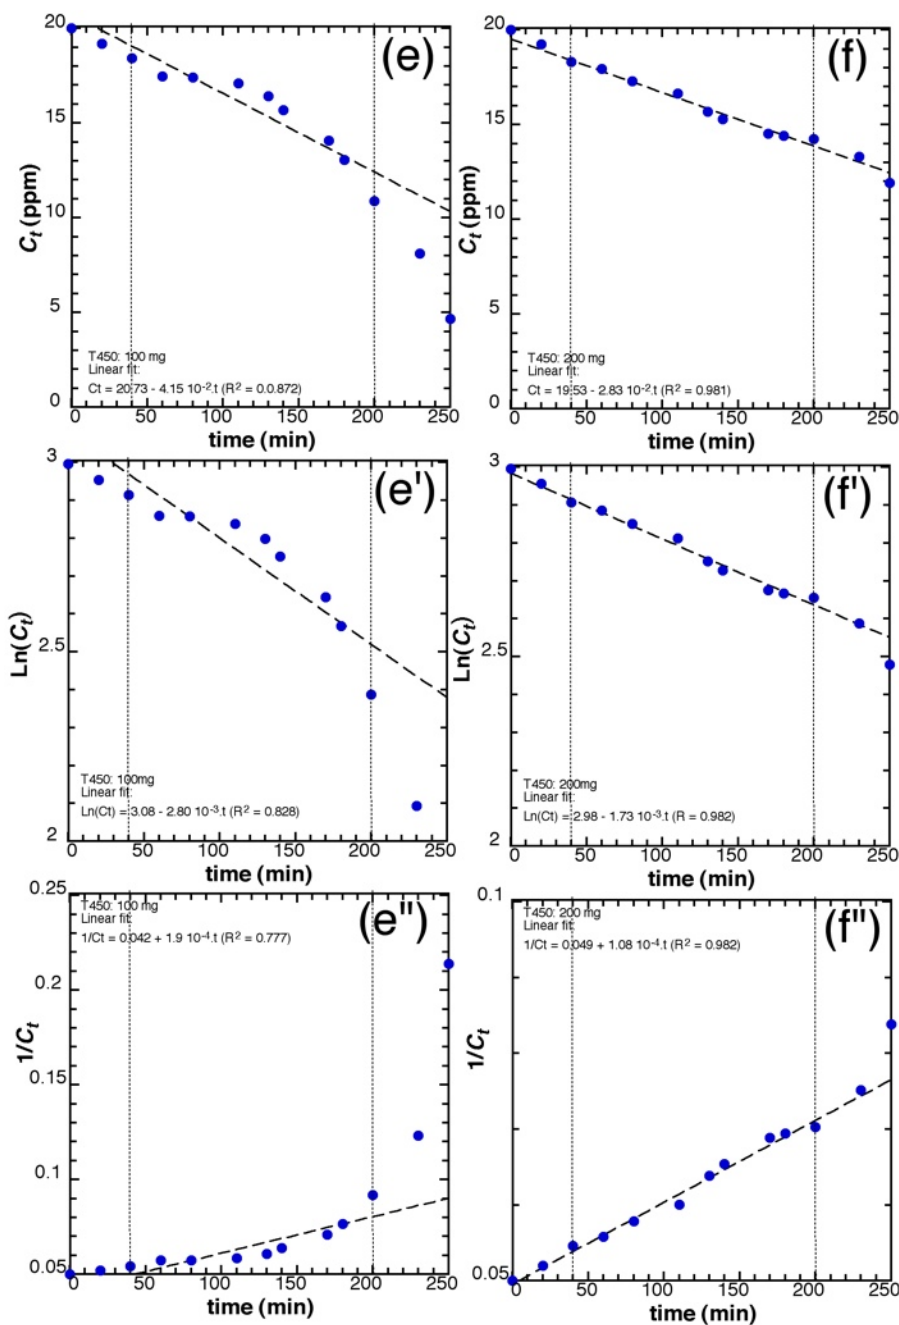 20
15
10
5
0
0
50
100
150
200
250
C_t (ppm)
time (min)
(e)
T450: 100 mg
Linear fit:
Ct = 20.73 - 4.15 10⁻².t (R² = 0.0.872)
20
15
10
5
0
0
50
100
150
200
250
C_t (ppm)
time (min)
(f)
T450: 200 mg
Linear fit:
Ct = 19.53 - 2.83 10⁻².t (R² = 0.981)
3
2.5
2
0
50
100
150
200
250
Ln(C_t)
time (min)
(e')
T450: 100mg
Linear fit:
Ln(Ct) = 3.08 - 2.80 10⁻³.t (R² = 0.828)
3
2.5
2
0
50
100
150
200
250
Ln(C_t)
time (min)
(f')
T450: 200mg
Linear fit:
Ln(Ct) = 2.98 - 1.73 10⁻³.t (R = 0.982)
0.25
0.2
0.15
0.1
0.05
0
50
100
150
200
250
1/C_t
time (min)
(e'')
T450: 100 mg
Linear fit:
1/Ct = 0.042 + 1.9 10⁻⁴.t (R² = 0.777)
0.1
0.05
0
50
100
150
200
250
1/C_t
time (min)
(f'')
T450: 200 mg
Linear fit:
1/Ct = 0.049 + 1.08 10⁻⁴.t (R² = 0.982)